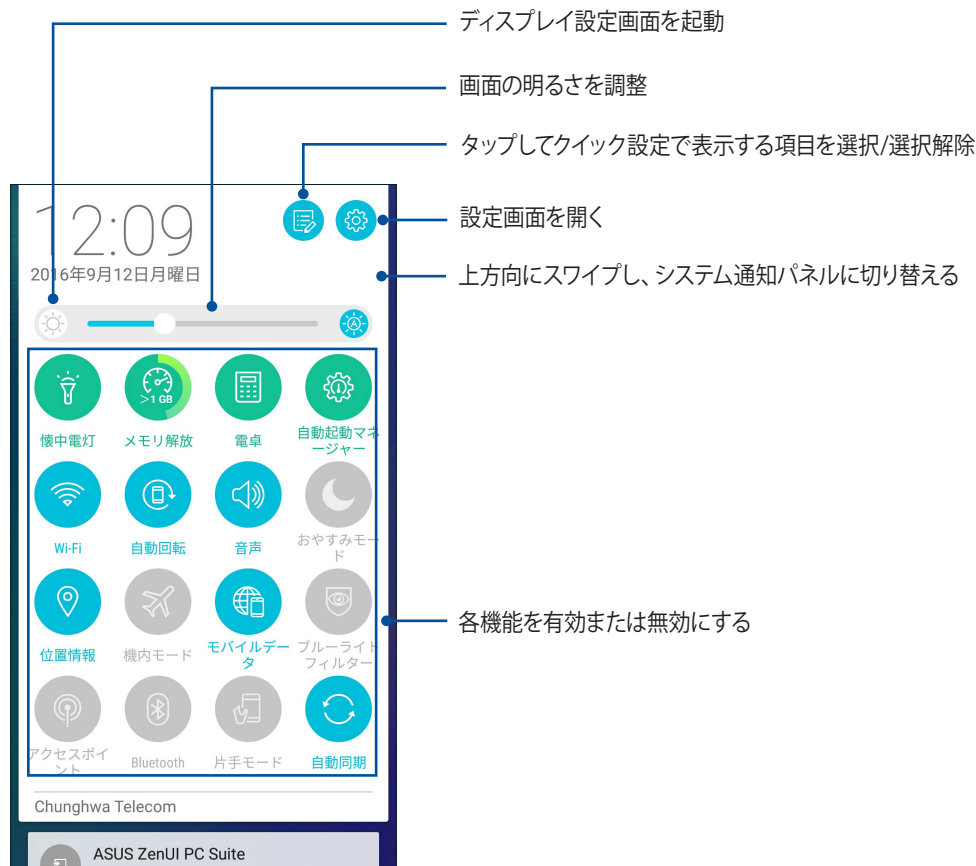 ディスプレイ設定画面を起動
画面の明るさを調整
タップしてクイック設定で表示する項目を選択/選択解除
設定画面を開く
上方向にスワイプし、システム通知パネルに切り替える
12:09
2016年9月12日月曜日
A
>1 GB
懐中電灯
メモリ解放
電卓
自動起動マネ
ージャー
Wi-Fi
自動回転
音声
おやすみモー
ド
位置情報
機内モード
モバイルデー
タ
ブルーライト
フィルター
各機能を有効または無効にする
アクセスポイ
ント
Bluetooth
片手モード
自動同期
Chunghwa Telecom
ASUS ZenUI PC Suite